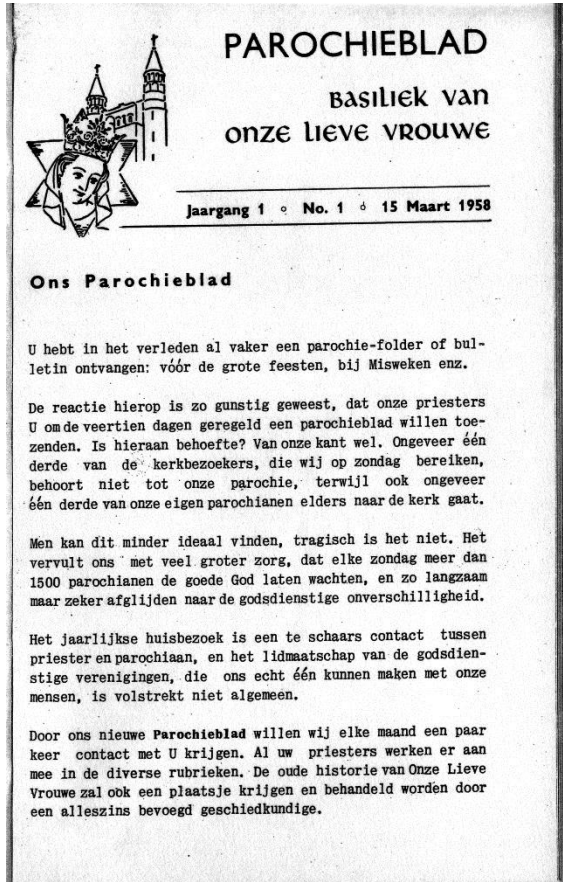 PAROCHIEBLAD
BASILIEK VAN
ONZE LIEVE VROUWE
Jaargang 1 o No. 1 o 15 Maart 1958
Ons Parochieblad
U hebt in het verleden al vaker een parochie-folder of bul-
letin ontvangen: vóór de grote feesten, bij Misweken enz.
De reactie hierop is zo gunstig geweest, dat onze priesters
U om de veertien dagen geregeld een parochieblad willen toe-
zenden. Is hieraan behoefte? Van onze kant wel. Ongeveer één
derde van de kerkbezoekers, die wij op zondag bereiken,
behoort niet tot onze parochie, terwijl ook ongeveer
één derde van onze eigen parochianen elders naar de kerk gaat.
Men kan dit minder ideaal vinden, tragisch is het niet. Het
vervult ons met veel groter zorg, dat elke zondag meer dan
1500 parochianen de goede God laten wachten, en zo langzaam
maar zeker afglijden naar de godsdienstige onverschilligheid.
Het jaarlijkse huisbezoek is een te schaars contact tussen
priester en parochiaan, en het lidmaatschap van de godsdien-
stige verenigingen, die ons echt één kunnen maken met onze
mensen, is volstrekt niet algemeen.
Door ons nieuwe Parochieblad willen wij elke maand een paar
keer contact met U krijgen. Al uw priesters werken er aan
mee in de diverse rubrieken. De oude historie van Onze Lieve
Vrouwe zal ook een plaatsje krijgen en behandeld worden door
een alleszins bevoegd geschiedkundige.